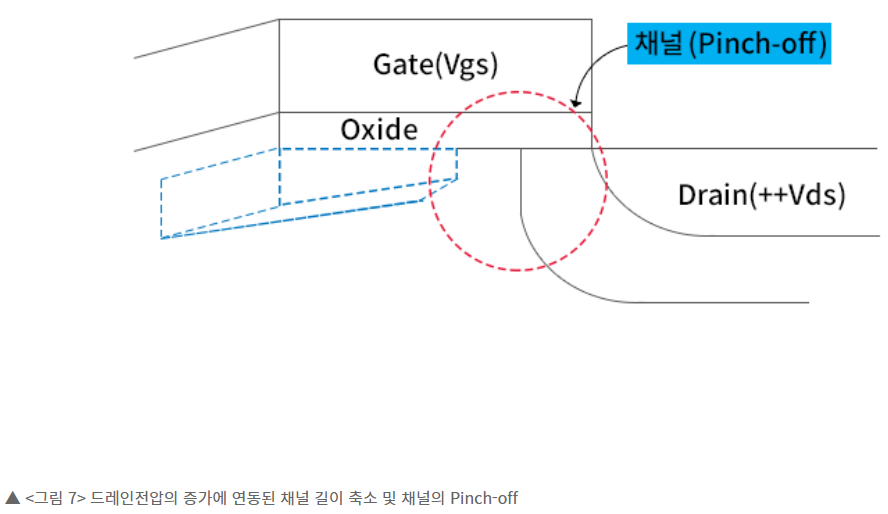 채널 (Pinch-off)
Gate(Vgs)
Oxide
Drain(++Vds)
▲ <그림 7> 드레인전압의 증가에 연동된 채널 길이 축소 및 채널의 Pinch-off